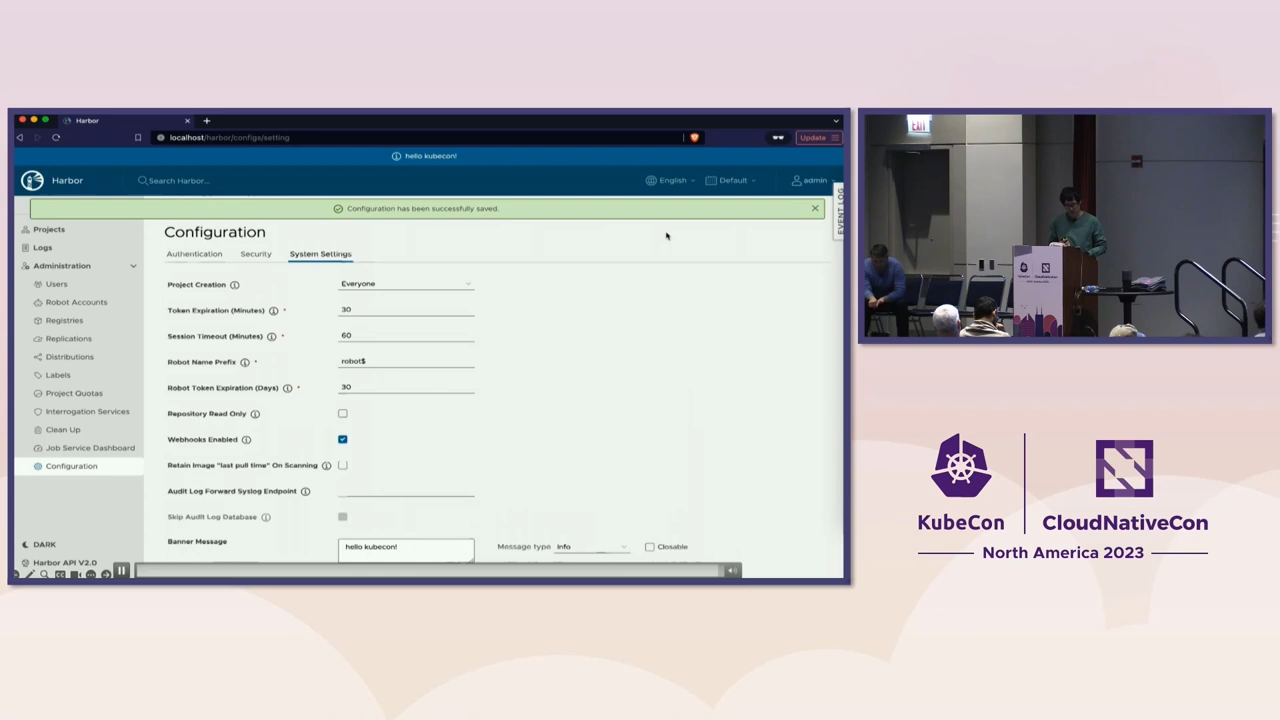 Harbor
localhost/harbor/configs/setting
Update
hello kubecon!
Harbor
Search Harbor...
English
Default
admin
EVENT LOG
Configuration has been successfully saved.
Projects
Logs
Administration
Users
Robot Accounts
Registries
Replications
Distributions
Labels
Project Quotas
Interrogation Services
Clean Up
Job Service Dashboard
Configuration
DARK
Harbor API V2.0
Configuration
Authentication Security System Settings
Project Creation Everyone
Token Expiration (Minutes) * 30
Session Timeout (Minutes) * 60
Robot Name Prefix * robot$
Robot Token Expiration (Days) * 30
Repository Read Only
Webhooks Enabled
Retain Image "last pull time" On Scanning
Audit Log Forward Syslog Endpoint
Skip Audit Log Database
Banner Message hello kubecon! Message type Info Closable
EXIT
KubeCon
CloudNativeCon
North America 2023